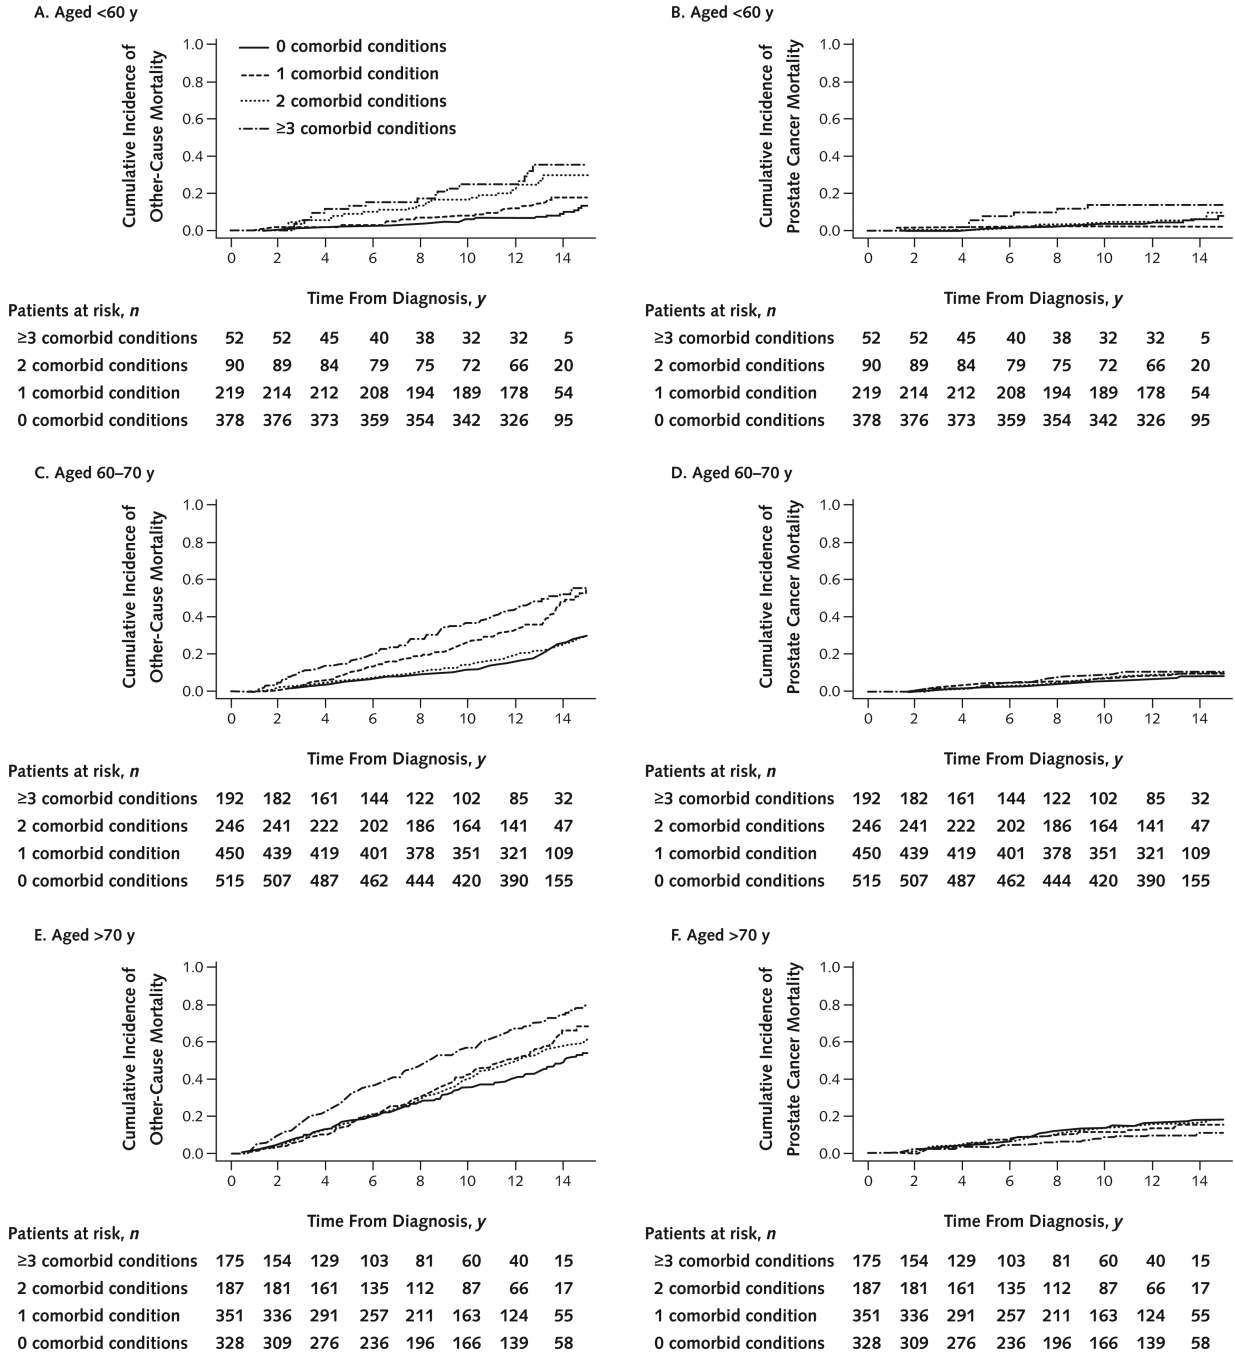 A. Aged <60 y
Cumulative Incidence of
Other-Cause Mortality
1.0
0.8
0.6
0.4
0.2
0.0
0 comorbid conditions
1 comorbid condition
2 comorbid conditions
≥3 comorbid conditions
0 2 4 6 8 10 12 14
Time From Diagnosis, y
Patients at risk, n
≥3 comorbid conditions 52 52 45 40 38 32 32 5
2 comorbid conditions 90 89 84 79 75 72 66 20
1 comorbid condition 219 214 212 208 194 189 178 54
0 comorbid conditions 378 376 373 359 354 342 326 95
B. Aged <60 y
Cumulative Incidence of
Prostate Cancer Mortality
1.0
0.8
0.6
0.4
0.2
0.0
0 2 4 6 8 10 12 14
Time From Diagnosis, y
Patients at risk, n
≥3 comorbid conditions 52 52 45 40 38 32 32 5
2 comorbid conditions 90 89 84 79 75 72 66 20
1 comorbid condition 219 214 212 208 194 189 178 54
0 comorbid conditions 378 376 373 359 354 342 326 95
C. Aged 60–70 y
Cumulative Incidence of
Other-Cause Mortality
1.0
0.8
0.6
0.4
0.2
0.0
0 2 4 6 8 10 12 14
Time From Diagnosis, y
Patients at risk, n
≥3 comorbid conditions 192 182 161 144 122 102 85 32
2 comorbid conditions 246 241 222 202 186 164 141 47
1 comorbid condition 450 439 419 401 378 351 321 109
0 comorbid conditions 515 507 487 462 444 420 390 155
D. Aged 60–70 y
Cumulative Incidence of
Prostate Cancer Mortality
1.0
0.8
0.6
0.4
0.2
0.0
0 2 4 6 8 10 12 14
Time From Diagnosis, y
Patients at risk, n
≥3 comorbid conditions 192 182 161 144 122 102 85 32
2 comorbid conditions 246 241 222 202 186 164 141 47
1 comorbid condition 450 439 419 401 378 351 321 109
0 comorbid conditions 515 507 487 462 444 420 390 155
E. Aged >70 y
Cumulative Incidence of
Other-Cause Mortality
1.0
0.8
0.6
0.4
0.2
0.0
0 2 4 6 8 10 12 14
Time From Diagnosis, y
Patients at risk, n
≥3 comorbid conditions 175 154 129 103 81 60 40 15
2 comorbid conditions 187 181 161 135 112 87 66 17
1 comorbid condition 351 336 291 257 211 163 124 55
0 comorbid conditions 328 309 276 236 196 166 139 58
F. Aged >70 y
Cumulative Incidence of
Prostate Cancer Mortality
1.0
0.8
0.6
0.4
0.2
0.0
0 2 4 6 8 10 12 14
Time From Diagnosis, y
Patients at risk, n
≥3 comorbid conditions 175 154 129 103 81 60 40 15
2 comorbid conditions 187 181 161 135 112 87 66 17
1 comorbid condition 351 336 291 257 211 163 124 55
0 comorbid conditions 328 309 276 236 196 166 139 58